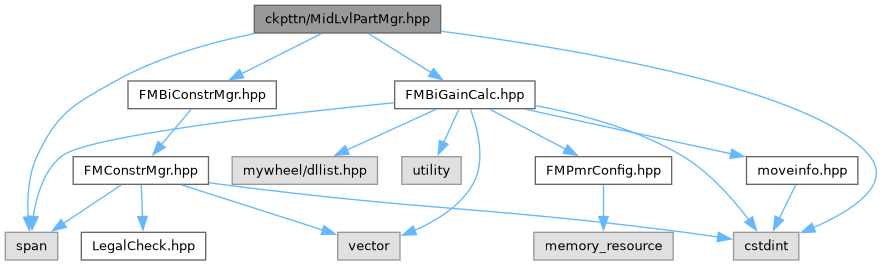 ckpttn/MidLvlPartMgr.hpp
FMBiConstrMgr.hpp
FMBiGainCalc.hpp
FMConstrMgr.hpp
mywheel/dllist.hpp
utility
FMPmrConfig.hpp
moveinfo.hpp
span
LegalCheck.hpp
vector
memory_resource
cstdint